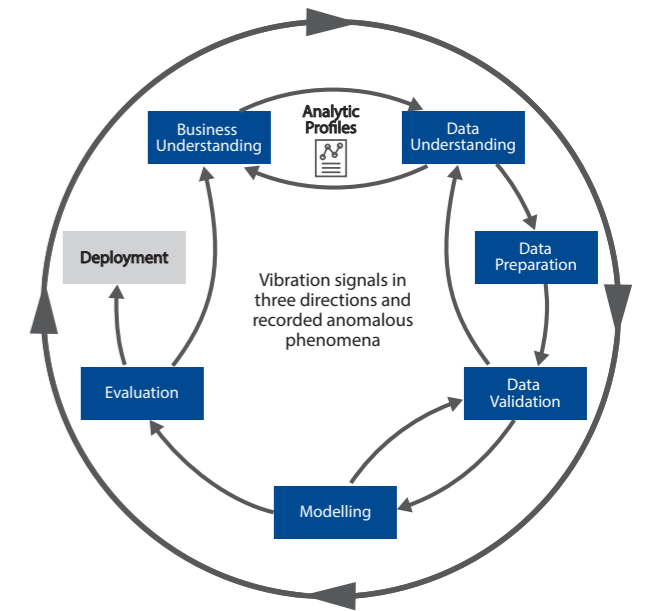 Analytic
Profiles
Business
Understanding
Data
Understanding
Data
Preparation
Deployment
Vibration signals in
three directions and
recorded anomalous
phenomena
Evaluation
Data
Validation
Modelling